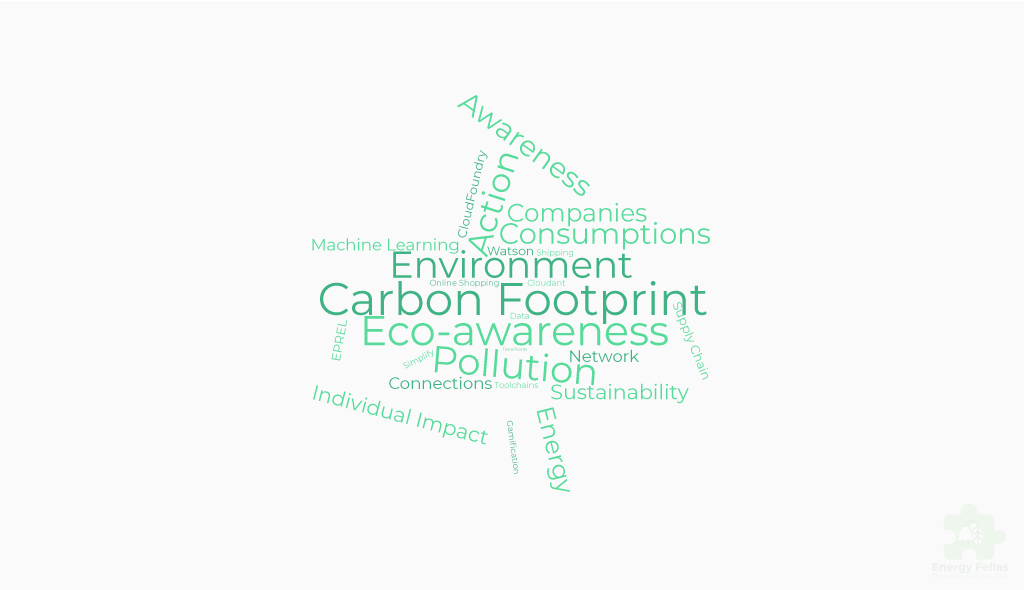 Awareness
CloudFoundry
Action
Companies
Consumptions
Machine Learning
Watson
Shipping
Environment
Online Shopping
Cloudant
Carbon Footprint
Data
Supply Chain
EPREL
Eco-awareness
Simplify
Pollution
Network
Connections
Toolchains
Sustainability
Individual Impact
Gamification
Energy
Energy Fellas